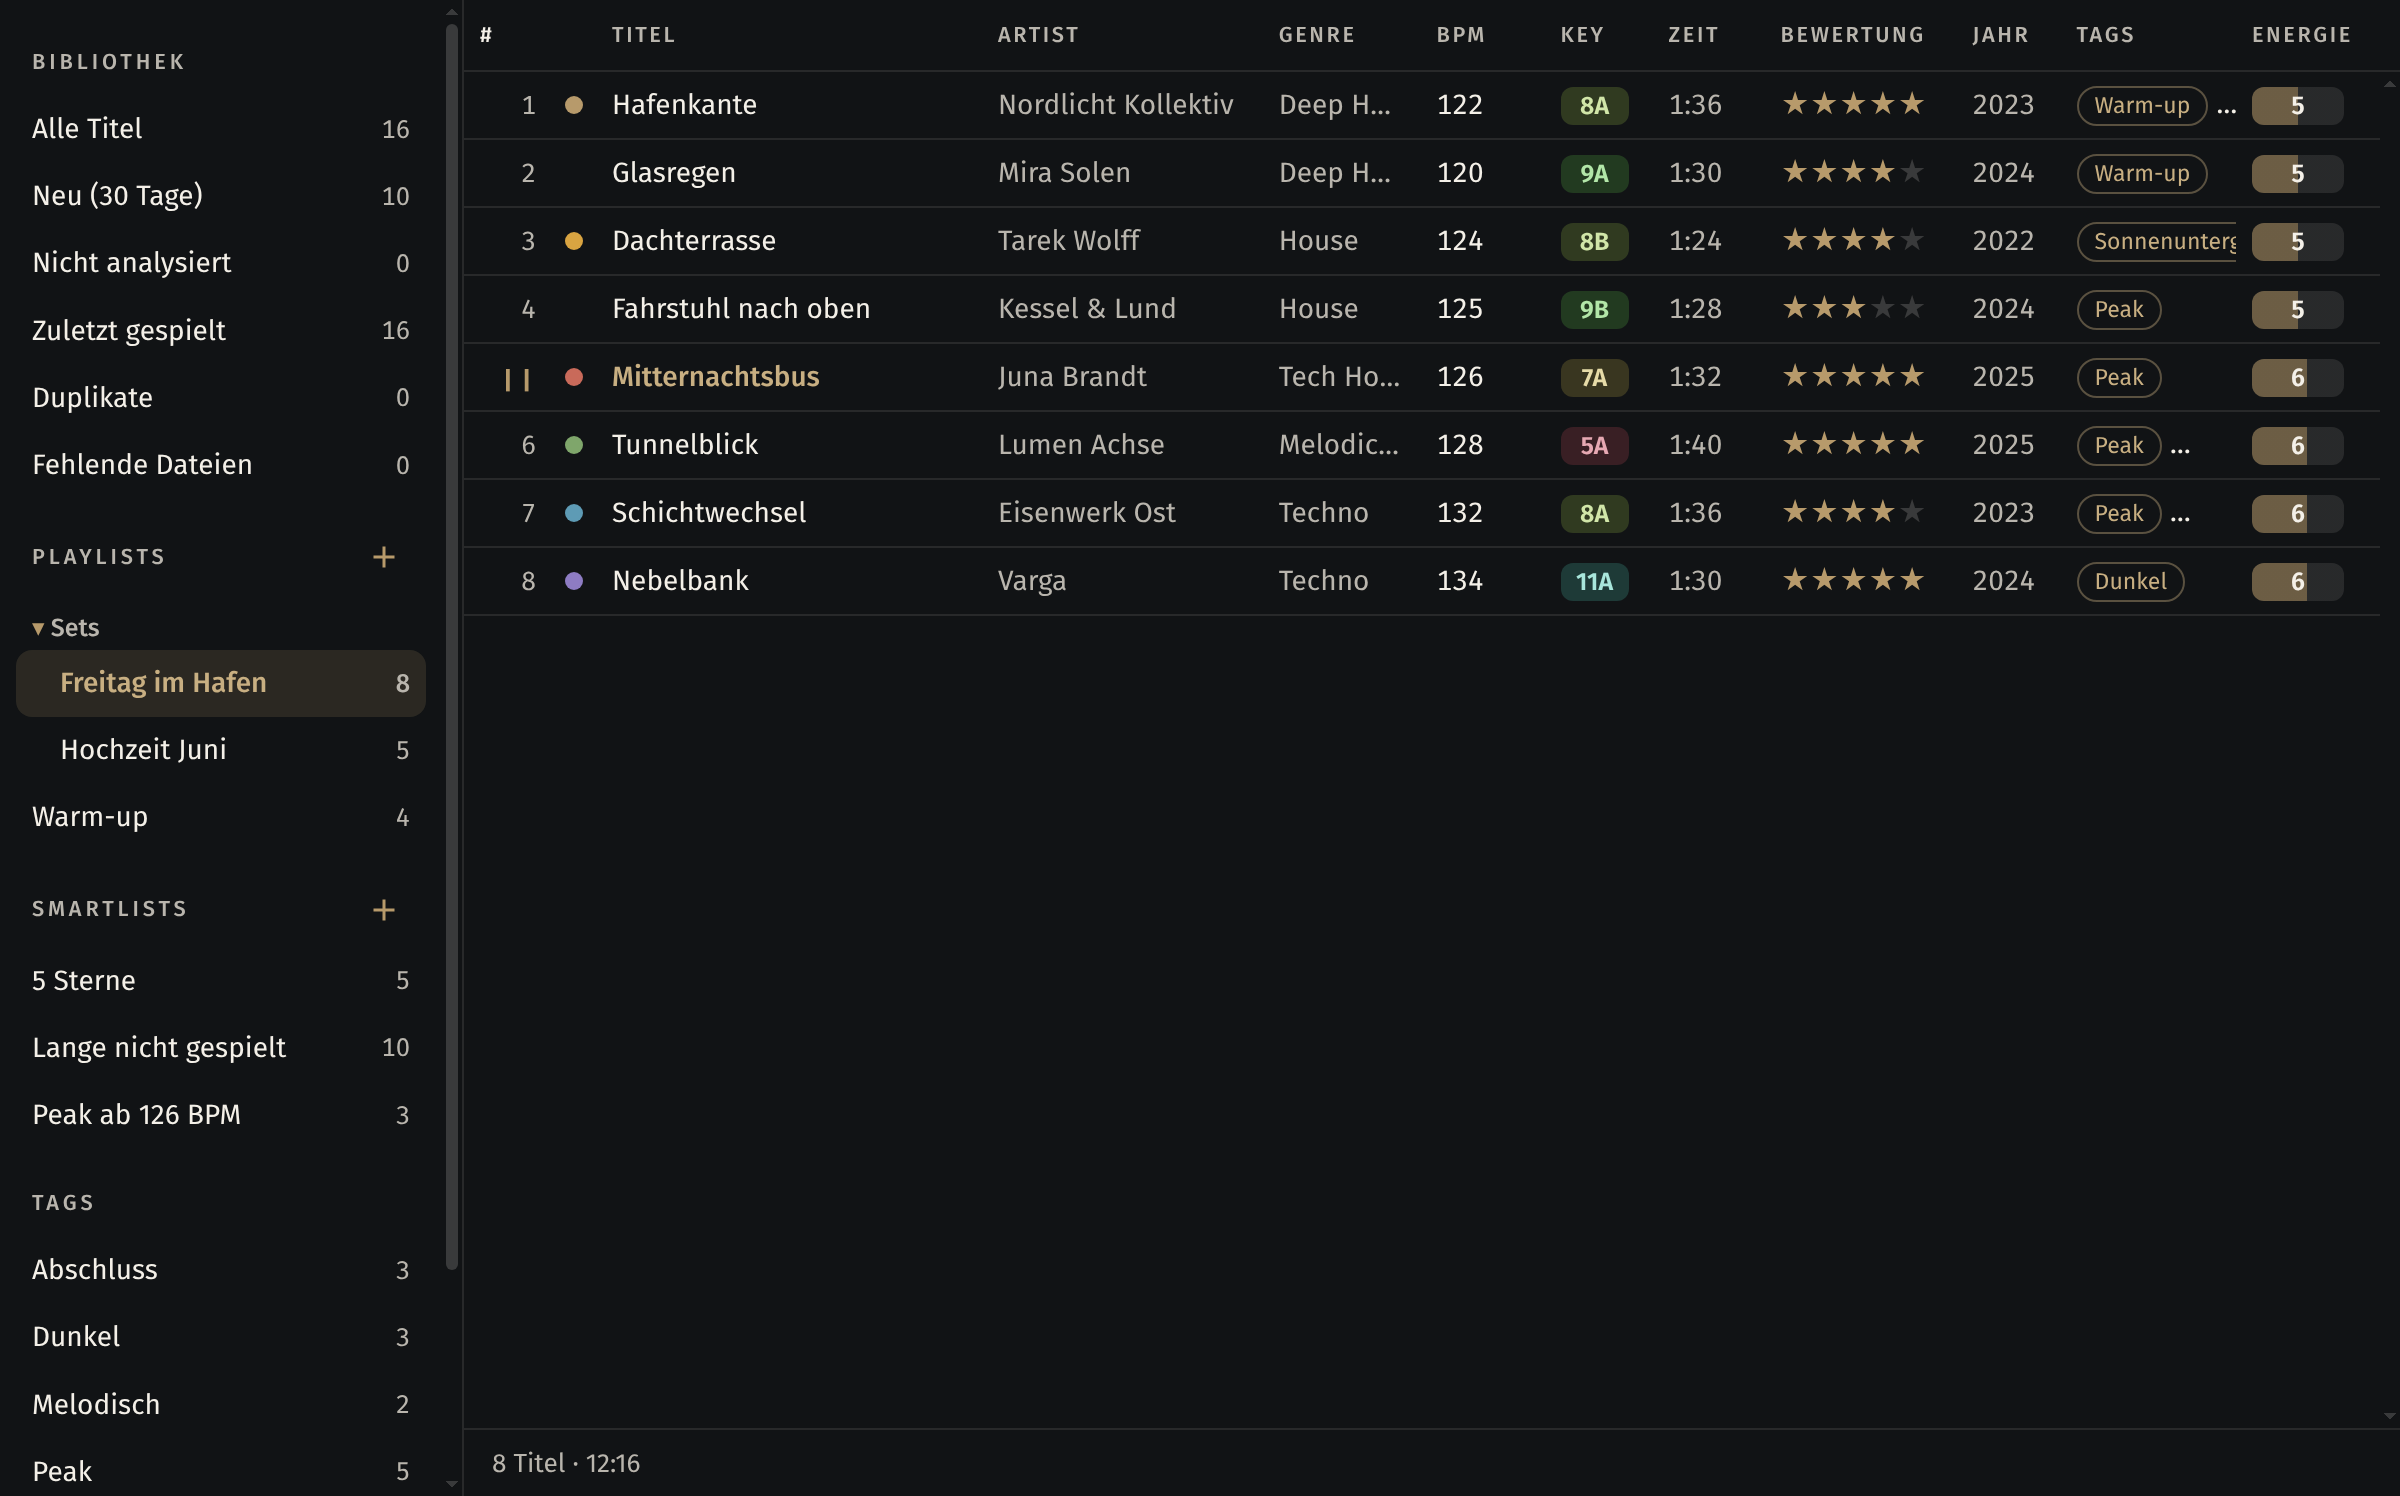 BIBLIOTHEK
Alle Titel 16
Neu (30 Tage) 10
Nicht analysiert 0
Zuletzt gespielt 16
Duplikate 0
Fehlende Dateien 0
PLAYLISTS +
▾ Sets
Freitag im Hafen 8
Hochzeit Juni 5
Warm-up 4
SMARTLISTS +
5 Sterne 5
Lange nicht gespielt 10
Peak ab 126 BPM 3
TAGS
Abschluss 3
Dunkel 3
Melodisch 2
Peak 5
# TITEL ARTIST GENRE BPM KEY ZEIT BEWERTUNG JAHR TAGS ENERGIE
1 Hafenkante Nordlicht Kollektiv Deep H... 122 8A 1:36 ★★★★★ 2023 Warm-up ... 5
2 Glasregen Mira Solen Deep H... 120 9A 1:30 ★★★★★ 2024 Warm-up 5
3 Dachterrasse Tarek Wolff House 124 8B 1:24 ★★★★★ 2022 Sonnenunterg 5
4 Fahrstuhl nach oben Kessel & Lund House 125 9B 1:28 ★★★★★ 2024 Peak 5
Mitternachtsbus Juna Brandt Tech Ho... 126 7A 1:32 ★★★★★ 2025 Peak 6
6 Tunnelblick Lumen Achse Melodic... 128 5A 1:40 ★★★★★ 2025 Peak ... 6
7 Schichtwechsel Eisenwerk Ost Techno 132 8A 1:36 ★★★★★ 2023 Peak ... 6
8 Nebelbank Varga Techno 134 11A 1:30 ★★★★★ 2024 Dunkel 6
8 Titel · 12:16